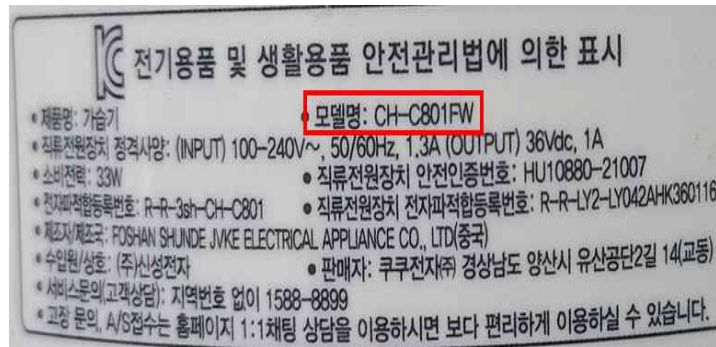 전기용품 및 생활용품 안전관리법에 의한 표시
• 제품명: 가습기 • 모델명: CH-C801FW
• 직류전원장치 정격사양: (INPUT) 100-240V~, 50/60Hz, 1.3A (OUTPUT) 36Vdc, 1A
• 소비전력: 33W • 직류전원장치 안전인증번호: HU10880-21007
• 전자파적합등록번호: R-R-3sh-CH-C801 • 직류전원장치 전자파적합등록번호: R-R-LY2-LY042AHK360116
• 제조자/제조국: FOSHAN SHUNDE JVKE ELECTRICAL APPLIANCE CO., LTD(중국)
• 수입원/상호: (주)신성전자 • 판매자: 쿠쿠전자㈜ 경상남도 양산시 유산공단2길 14(교동)
• 서비스문의(고객상담): 지역번호 없이 1588-8899
• 고장 문의, A/S접수는 홈페이지 1:1채팅 상담을 이용하시면 보다 편리하게 이용하실 수 있습니다.